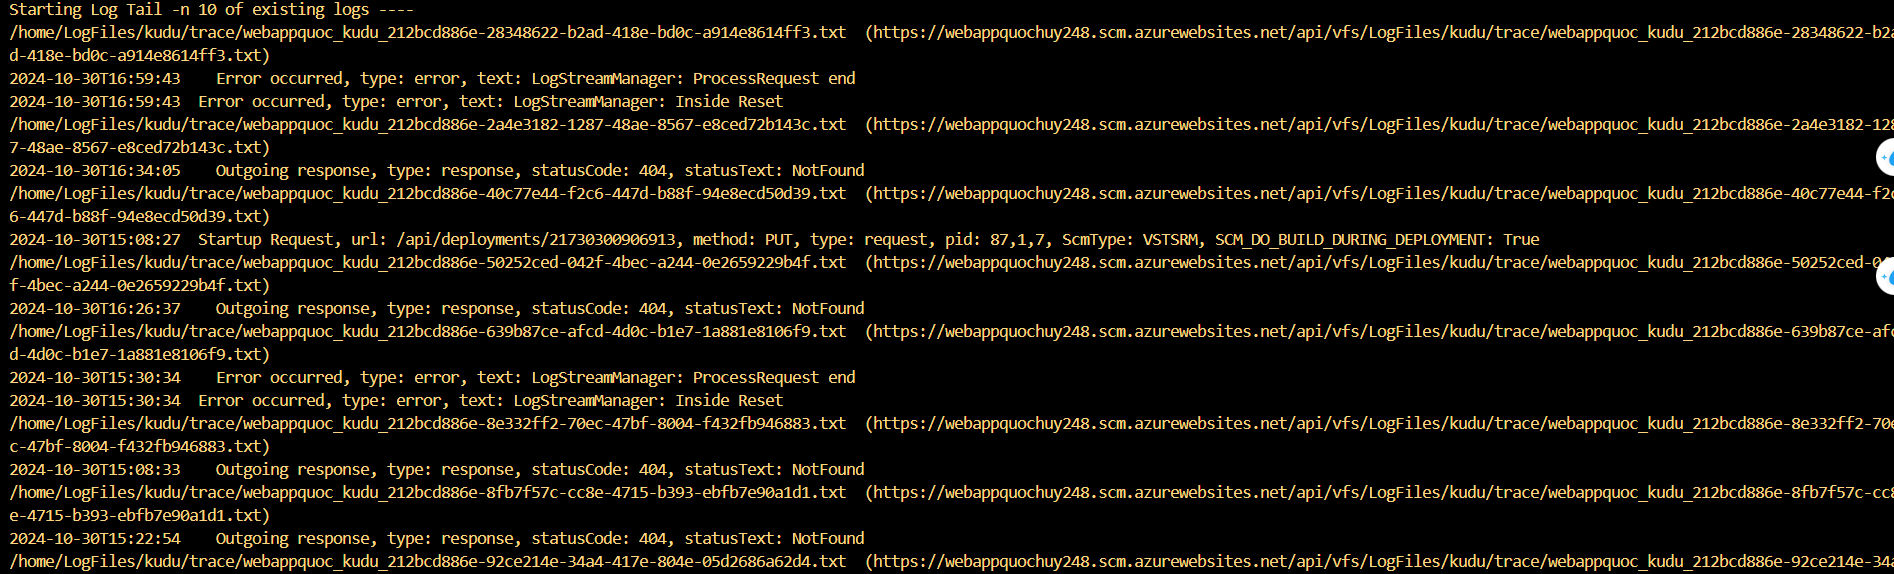 Starting Log Tail -n 10 of existing logs ----
/home/LogFiles/kudu/trace/webappquoc_kudu_212bcd886e-28348622-b2ad-418e-bd0c-a914e8614ff3.txt  (https://webappquochuy248.scm.azurewebsites.net/api/vfs/LogFiles/kudu/trace/webappquoc_kudu_212bcd886e-28348622-b2a
d-418e-bd0c-a914e8614ff3.txt)
2024-10-30T16:59:43    Error occurred, type: error, text: LogStreamManager: ProcessRequest end
2024-10-30T16:59:43  Error occurred, type: error, text: LogStreamManager: Inside Reset
/home/LogFiles/kudu/trace/webappquoc_kudu_212bcd886e-2a4e3182-1287-48ae-8567-e8ced72b143c.txt  (https://webappquochuy248.scm.azurewebsites.net/api/vfs/LogFiles/kudu/trace/webappquoc_kudu_212bcd886e-2a4e3182-128
7-48ae-8567-e8ced72b143c.txt)
2024-10-30T16:34:05    Outgoing response, type: response, statusCode: 404, statusText: NotFound
/home/LogFiles/kudu/trace/webappquoc_kudu_212bcd886e-40c77e44-f2c6-447d-b88f-94e8ecd50d39.txt  (https://webappquochuy248.scm.azurewebsites.net/api/vfs/LogFiles/kudu/trace/webappquoc_kudu_212bcd886e-40c77e44-f2c
6-447d-b88f-94e8ecd50d39.txt)
2024-10-30T15:08:27  Startup Request, url: /api/deployments/21730300906913, method: PUT, type: request, pid: 87,1,7, ScmType: VSTSRM, SCM_DO_BUILD_DURING_DEPLOYMENT: True
/home/LogFiles/kudu/trace/webappquoc_kudu_212bcd886e-50252ced-042f-4bec-a244-0e2659229b4f.txt  (https://webappquochuy248.scm.azurewebsites.net/api/vfs/LogFiles/kudu/trace/webappquoc_kudu_212bcd886e-50252ced-04
f-4bec-a244-0e2659229b4f.txt)
2024-10-30T16:26:37    Outgoing response, type: response, statusCode: 404, statusText: NotFound
/home/LogFiles/kudu/trace/webappquoc_kudu_212bcd886e-639b87ce-afcd-4d0c-b1e7-1a881e8106f9.txt  (https://webappquochuy248.scm.azurewebsites.net/api/vfs/LogFiles/kudu/trace/webappquoc_kudu_212bcd886e-639b87ce-afc
d-4d0c-b1e7-1a881e8106f9.txt)
2024-10-30T15:30:34    Error occurred, type: error, text: LogStreamManager: ProcessRequest end
2024-10-30T15:30:34  Error occurred, type: error, text: LogStreamManager: Inside Reset
/home/LogFiles/kudu/trace/webappquoc_kudu_212bcd886e-8e332ff2-70ec-47bf-8004-f432fb946883.txt  (https://webappquochuy248.scm.azurewebsites.net/api/vfs/LogFiles/kudu/trace/webappquoc_kudu_212bcd886e-8e332ff2-70e
c-47bf-8004-f432fb946883.txt)
2024-10-30T15:08:33    Outgoing response, type: response, statusCode: 404, statusText: NotFound
/home/LogFiles/kudu/trace/webappquoc_kudu_212bcd886e-8fb7f57c-cc8e-4715-b393-ebfb7e90a1d1.txt  (https://webappquochuy248.scm.azurewebsites.net/api/vfs/LogFiles/kudu/trace/webappquoc_kudu_212bcd886e-8fb7f57c-cc8
e-4715-b393-ebfb7e90a1d1.txt)
2024-10-30T15:22:54    Outgoing response, type: response, statusCode: 404, statusText: NotFound
/home/LogFiles/kudu/trace/webappquoc_kudu_212bcd886e-92ce214e-34a4-417e-804e-05d2686a62d4.txt  (https://webappquochuy248.scm.azurewebsites.net/api/vfs/LogFiles/kudu/trace/webappquoc_kudu_212bcd886e-92ce214e-34a